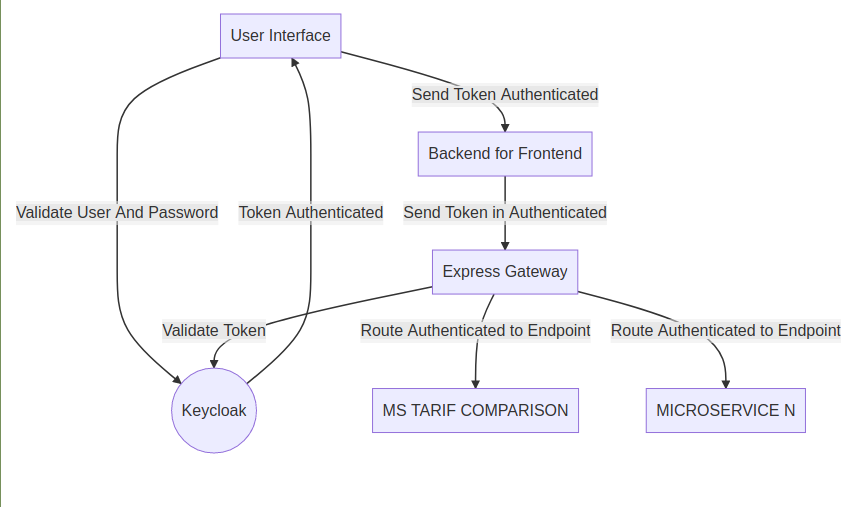 User Interface
Send Token Authenticated
Backend for Frontend
Validate User And Password
Token Authenticated
Send Token in Authenticated
Express Gateway
Validate Token
Route Authenticated to Endpoint
Route Authenticated to Endpoint
Keycloak
MS TARIF COMPARISON
MICROSERVICE N